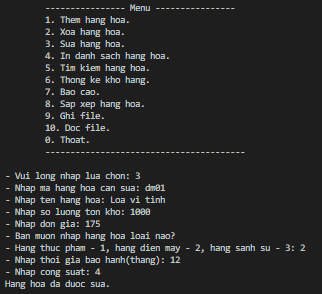 ---------------- Menu ----------------
1. Them hang hoa.
2. Xoa hang hoa.
3. Sua hang hoa.
4. In danh sach hang hoa.
5. Tim kiem hang hoa.
6. Thong ke kho hang.
7. Bao cao.
8. Sap xep hang hoa.
9. Ghi file.
10. Doc file.
0. Thoat.
----------------------------------------
- Vui long nhap lua chon: 3
- Nhap ma hang hoa can sua: dm01
- Nhap ten hang hoa: Loa vi tinh
- Nhap so luong ton kho: 1000
- Nhap don gia: 175
- Ban muon nhap hang hoa loai nao?
- Hang thuc pham - 1, hang dien may - 2, hang sanh su - 3: 2
- Nhap thoi gia bao hanh(thang): 12
- Nhap cong suat: 4
Hang hoa da duoc sua.